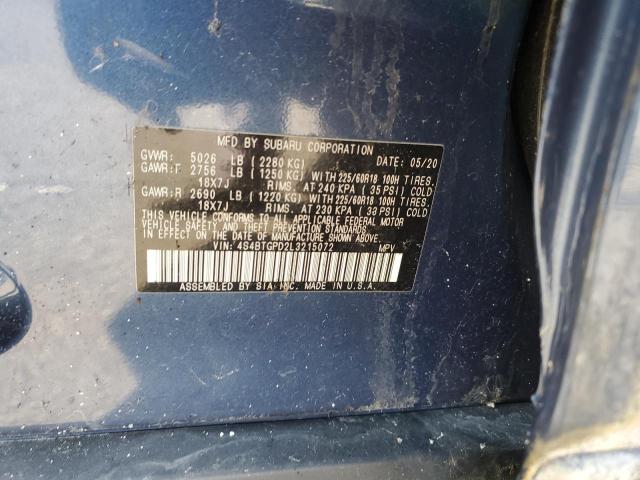 MFD BY SUBARU CORPORATION
GVWR: 5026 LB (2280 KG) DATE: 05/20
GAWR:F 2756 LB (1250 KG) WITH 225/60R18 100H TIRES,
18X7J RIMS, AT 240 KPA (35 PSI) COLD
GAWR:R 2690 LB (1220 KG) WITH 225/60R18 100H TIRES,
18X7J RIMS, AT 230 KPA (33 PSI) COLD
THIS VEHICLE CONFORMS TO ALL APPLICABLE FEDERAL MOTOR
VEHICLE SAFETY AND THEFT PREVENTION STANDARDS
IN EFFECT ON THE DATE OF MANUFACTURE SHOWN ABOVE.
VIN: 4S4BTGPD2L3215072 MPV
ASSEMBLED BY SIA, INC. MADE IN U.S.A.